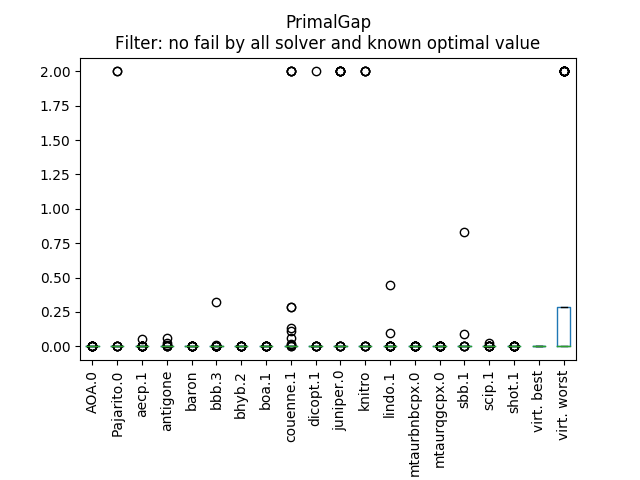 PrimalGap
Filter: no fail by all solver and known optimal value
2.00
1.75
1.50
1.25
1.00
0.75
0.50
0.25
0.00
AOA.0
Pajarito.0
aecp.1
antigone
baron
bbb.3
bhyb.2
boa.1
couenne.1
dicopt.1
juniper.0
knitro
lindo.1
mtaurbnbcpx.0
mtaurqgcpx.0
sbb.1
scip.1
shot.1
virt. best
virt. worst